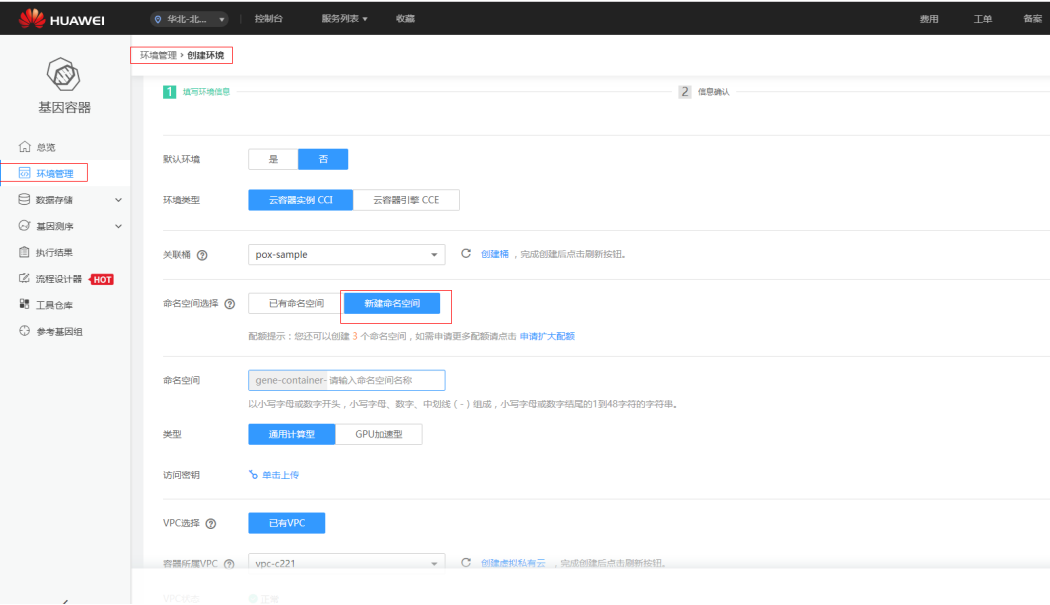 HUAWEI 华北-北... 控制台 服务列表 收藏 费用 工单 备案
基因容器
总览
环境管理
数据存储
基因测序
执行结果
流程设计器 HOT
工具仓库
参考基因组
环境管理 > 创建环境
1 填写环境信息 2 信息确认
默认环境 是 否
环境类型 云容器实例 CCI 云容器引擎 CCE
关联桶 ? pox-sample 创建桶 ，完成创建后点击刷新按钮。
命名空间选择 ? 已有命名空间 新建命名空间
配额提示：您还可以创建 3 个命名空间，如需申请更多配额请点击 申请扩大配额
命名空间 gene-container- 请输入命名空间名称
以小写字母或数字开头，小写字母、数字、中划线（-）组成，小写字母或数字结尾的1到48字符的字符串。
类型 通用计算型 GPU加速型
访问密钥 单击上传
VPC选择 ? 已有VPC
容器所属VPC ? vpc-c221 创建虚拟私有云 ，完成创建后点击刷新按钮。
VPC状态 正常